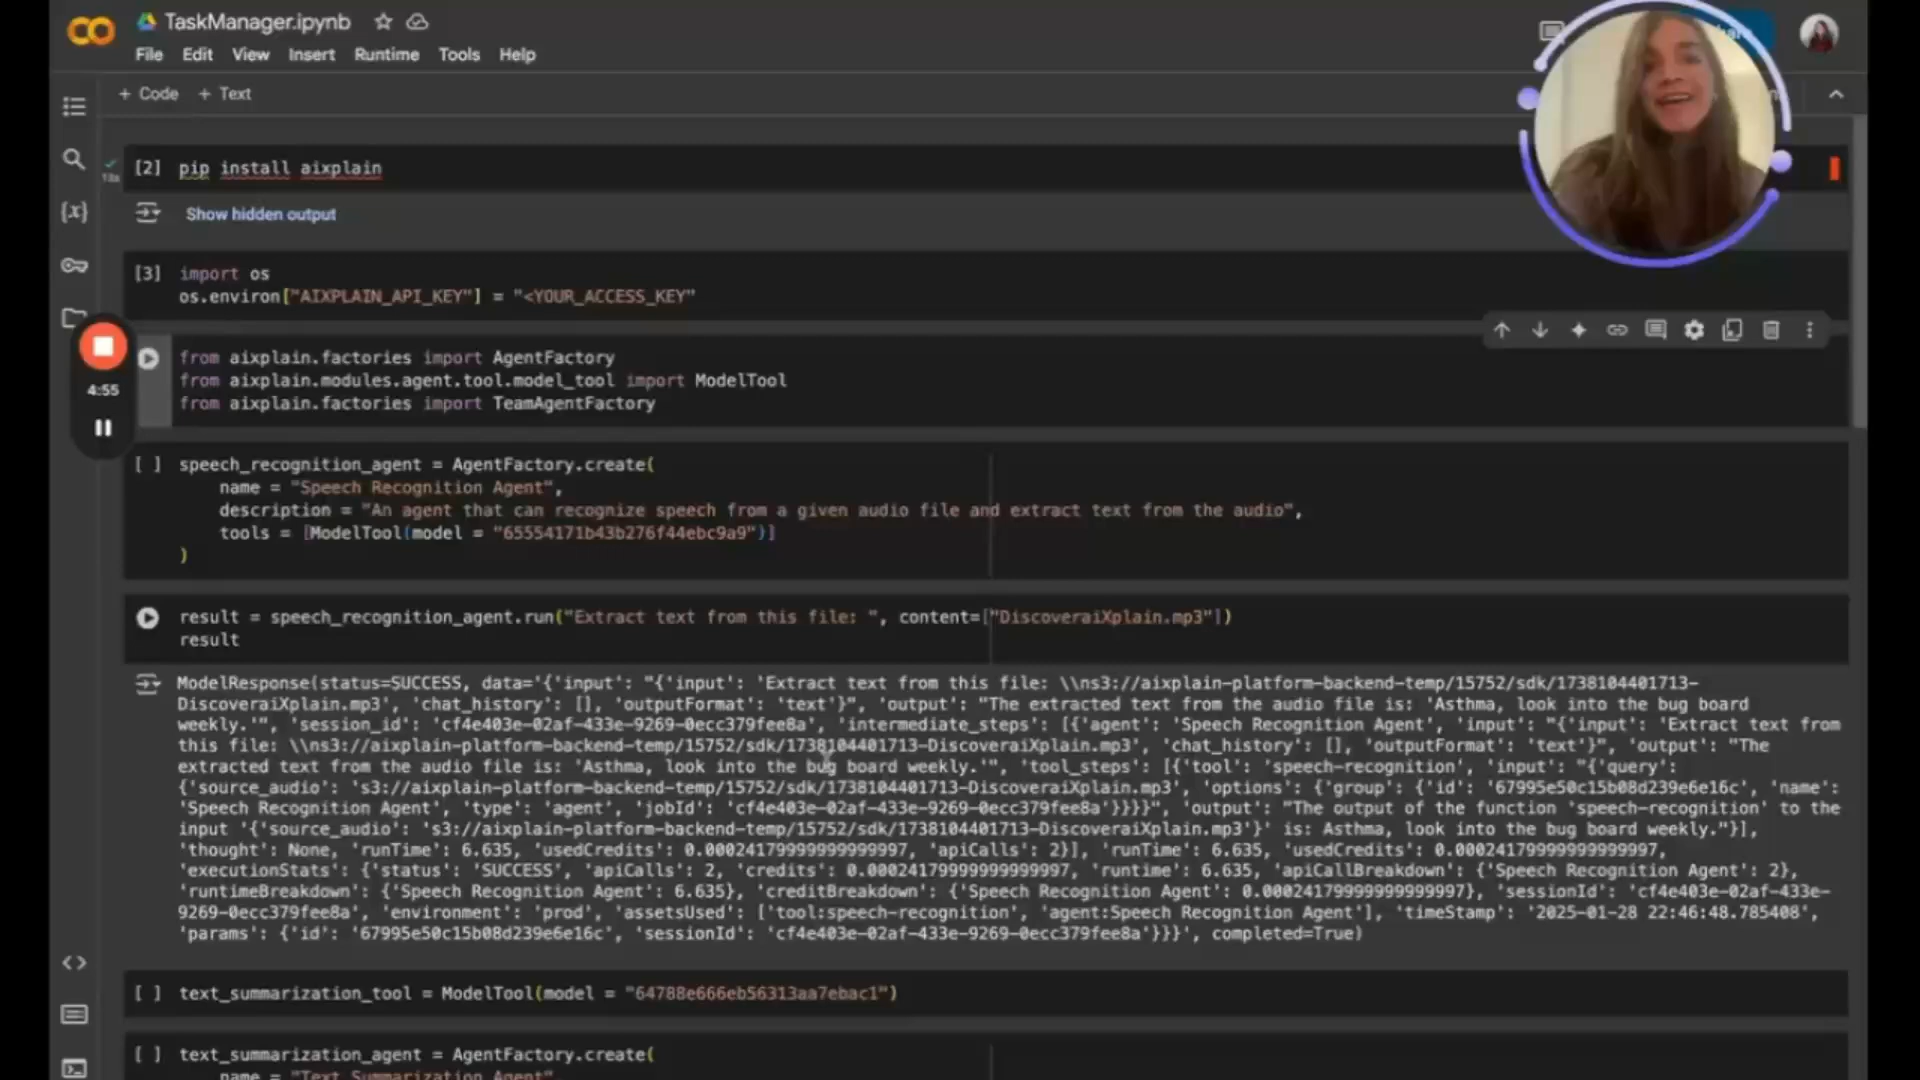 TaskManager.ipynb
File Edit View Insert Runtime Tools Help
+ Code + Text
[2] pip install aixplain
Show hidden output
[3] import os
os.environ["AIXPLAIN_API_KEY"] = "<YOUR_ACCESS_KEY"
from aixplain.factories import AgentFactory
from aixplain.modules.agent.tool.model_tool import ModelTool
from aixplain.factories import TeamAgentFactory
4:55
[ ] speech_recognition_agent = AgentFactory.create(
name = "Speech Recognition Agent",
description = "An agent that can recognize speech from a given audio file and extract text from the audio",
tools = [ModelTool(model = "65554171b43b276f44ebc9a9")]
)
result = speech_recognition_agent.run("Extract text from this file: ", content=["DiscoveraiXplain.mp3"])
result
ModelResponse(status=SUCCESS, data='{'input': "{'input': 'Extract text from this file: \\ns3://aixplain-platform-backend-temp/15752/sdk/1738104401713-
DiscoveraiXplain.mp3', 'chat_history': [], 'outputFormat': 'text'}", 'output': "The extracted text from the audio file is: 'Asthma, look into the bug board
weekly.'", 'session_id': 'cf4e403e-02af-433e-9269-0ecc379fee8a', 'intermediate_steps': [{'agent': 'Speech Recognition Agent', 'input': "{'input': 'Extract text from
this file: \\ns3://aixplain-platform-backend-temp/15752/sdk/1738104401713-DiscoveraiXplain.mp3', 'chat_history': [], 'outputFormat': 'text'}", 'output': "The
extracted text from the audio file is: 'Asthma, look into the bug board weekly.'", 'tool_steps': [{'tool': 'speech-recognition', 'input': "{'query':
{'source_audio': 's3://aixplain-platform-backend-temp/15752/sdk/1738104401713-DiscoveraiXplain.mp3', 'options': {'group': {'id': '67995e50c15b08d239e6e16c', 'name':
'Speech Recognition Agent', 'type': 'agent', 'jobId': 'cf4e403e-02af-433e-9269-0ecc379fee8a'}}}}", 'output': "The output of the function 'speech-recognition' to the
input '{'source_audio': 's3://aixplain-platform-backend-temp/15752/sdk/1738104401713-DiscoveraiXplain.mp3'}' is: Asthma, look into the bug board weekly."}],
'thought': None, 'runTime': 6.635, 'usedCredits': 0.00024179999999999997, 'apiCalls': 2}], 'runTime': 6.635, 'usedCredits': 0.00024179999999999997,
'executionStats': {'status': 'SUCCESS', 'apiCalls': 2, 'credits': 0.00024179999999999997, 'runtime': 6.635, 'apiCallBreakdown': {'Speech Recognition Agent': 2},
'runtimeBreakdown': {'Speech Recognition Agent': 6.635}, 'creditBreakdown': {'Speech Recognition Agent': 0.00024179999999999997}, 'sessionId': 'cf4e403e-02af-433e-
9269-0ecc379fee8a', 'environment': 'prod', 'assetsUsed': ['tool:speech-recognition', 'agent:Speech Recognition Agent'], 'timeStamp': '2025-01-28 22:46:48.785408',
'params': {'id': '67995e50c15b08d239e6e16c', 'sessionId': 'cf4e403e-02af-433e-9269-0ecc379fee8a'}}}', completed=True)
[ ] text_summarization_tool = ModelTool(model = "64788e666eb56313aa7ebac1")
[ ] text_summarization_agent = AgentFactory.create(
name = "Text Summarization Agent",